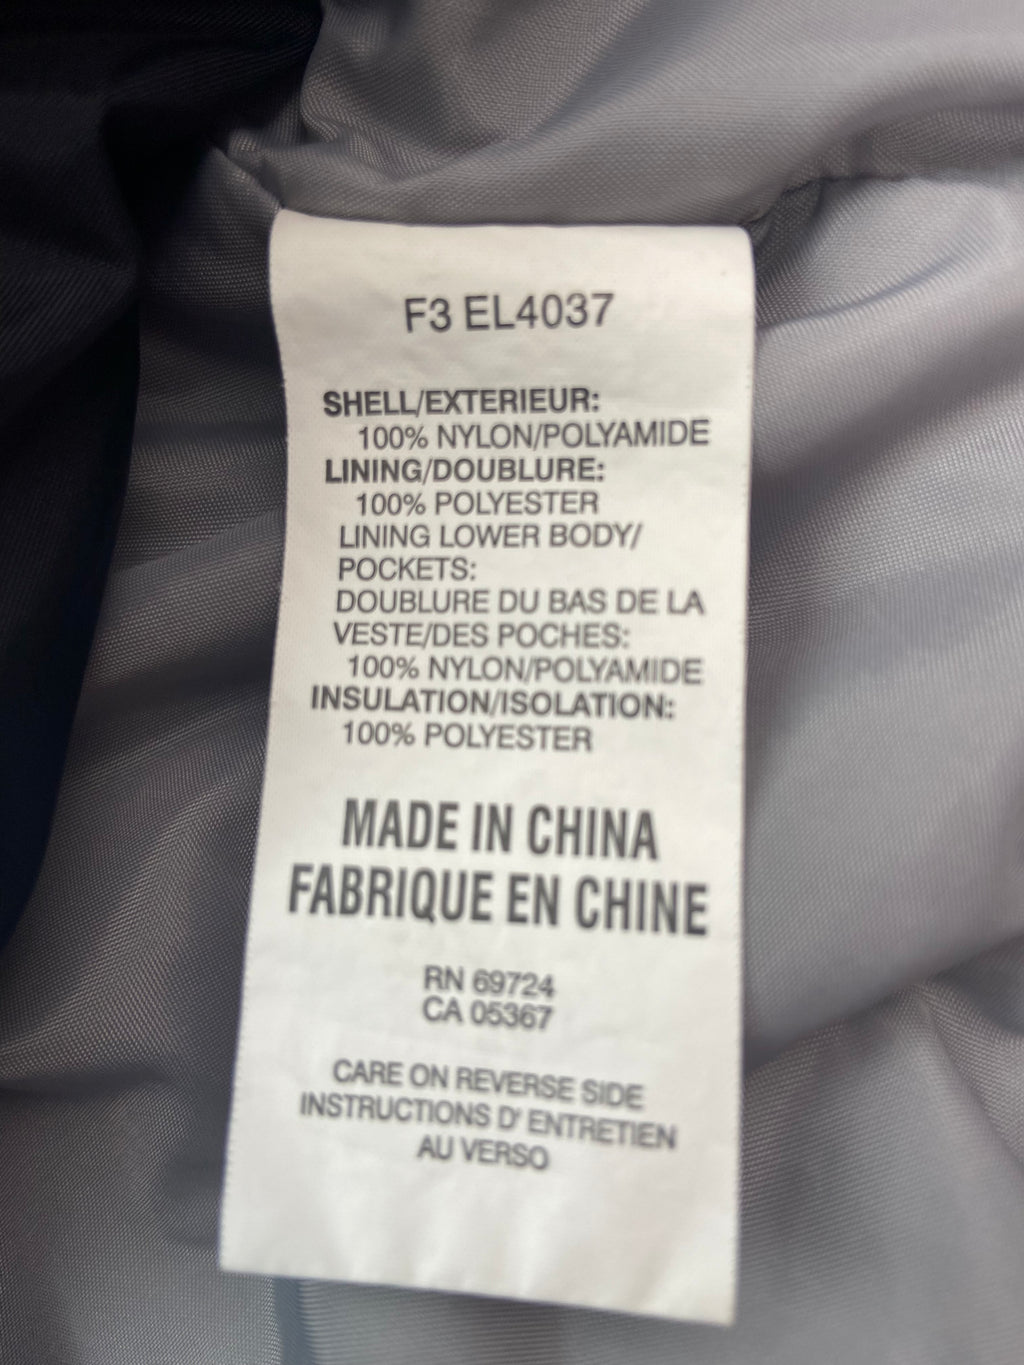 F3 EL4037
SHELL/EXTERIEUR:
100% NYLON/POLYAMIDE
LINING/DOUBLURE:
100% POLYESTER
LINING LOWER BODY/
POCKETS:
DOUBLURE DU BAS DE LA
VESTE/DES POCHES:
100% NYLON/POLYAMIDE
INSULATION/ISOLATION:
100% POLYESTER
MADE IN CHINA
FABRIQUE EN CHINE
RN 69724
CA 05367
CARE ON REVERSE SIDE
INSTRUCTIONS D' ENTRETIEN
AU VERSO